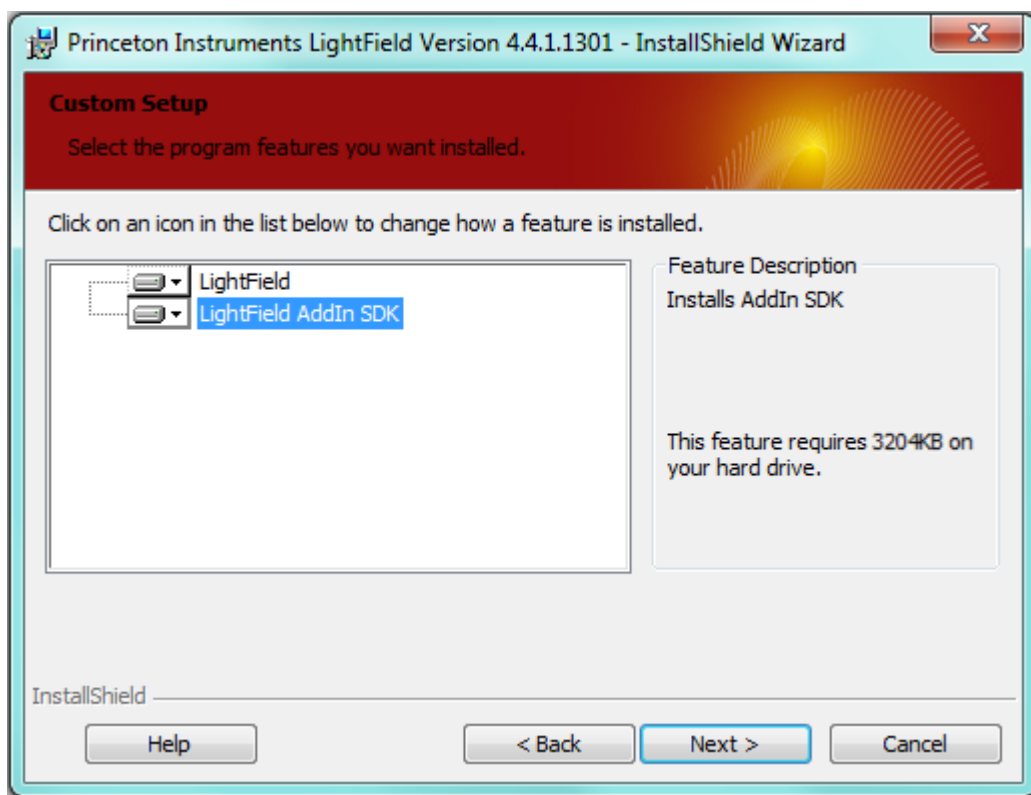 Princeton Instruments LightField Version 4.4.1.1301 - InstallShield Wizard
Custom Setup
Select the program features you want installed.
Click on an icon in the list below to change how a feature is installed.
LightField
LightField AddIn SDK
Feature Description
Installs AddIn SDK
This feature requires 3204KB on
your hard drive.
InstallShield
Help
< Back
Next >
Cancel